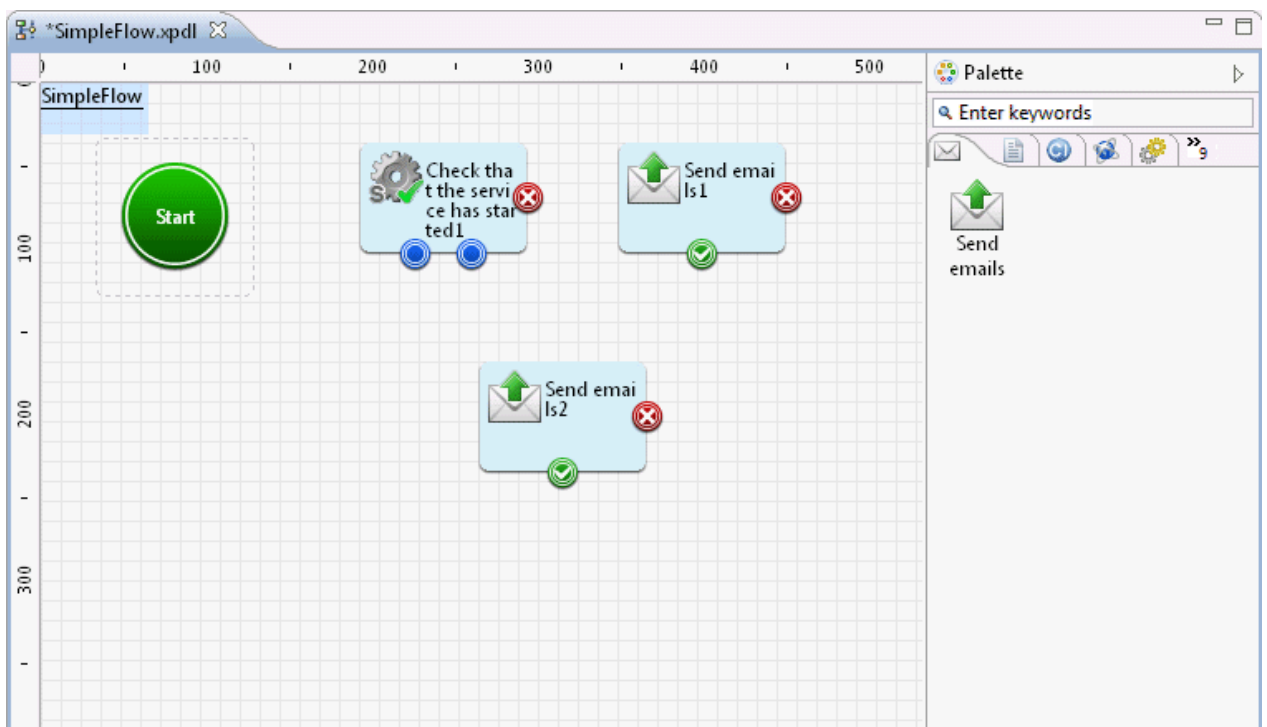 *SimpleFlow.xpdl
0 100 200 300 400 500
Palette
SimpleFlow
Enter keywords
9
Start
Check tha
t the servi
ce has star
ted1
S
Send emai
ls1
CI
Send
emails
100
Send emai
ls2
200
300